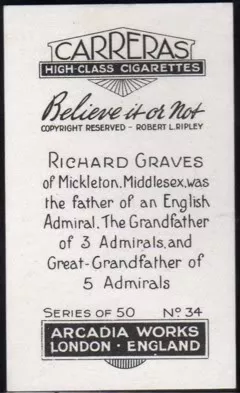 CARRERAS
HIGH-CLASS CIGARETTES
Believe it or Not
COPYRIGHT RESERVED - ROBERT L. RIPLEY
RICHARD GRAVES
of Mickleton. Middlesex, was
the father of an English
Admiral. The Grandfather
of 3 Admirals, and
Great-Grandfather of
5 Admirals
SERIES OF 50 No 34
ARCADIA WORKS
LONDON · ENGLAND